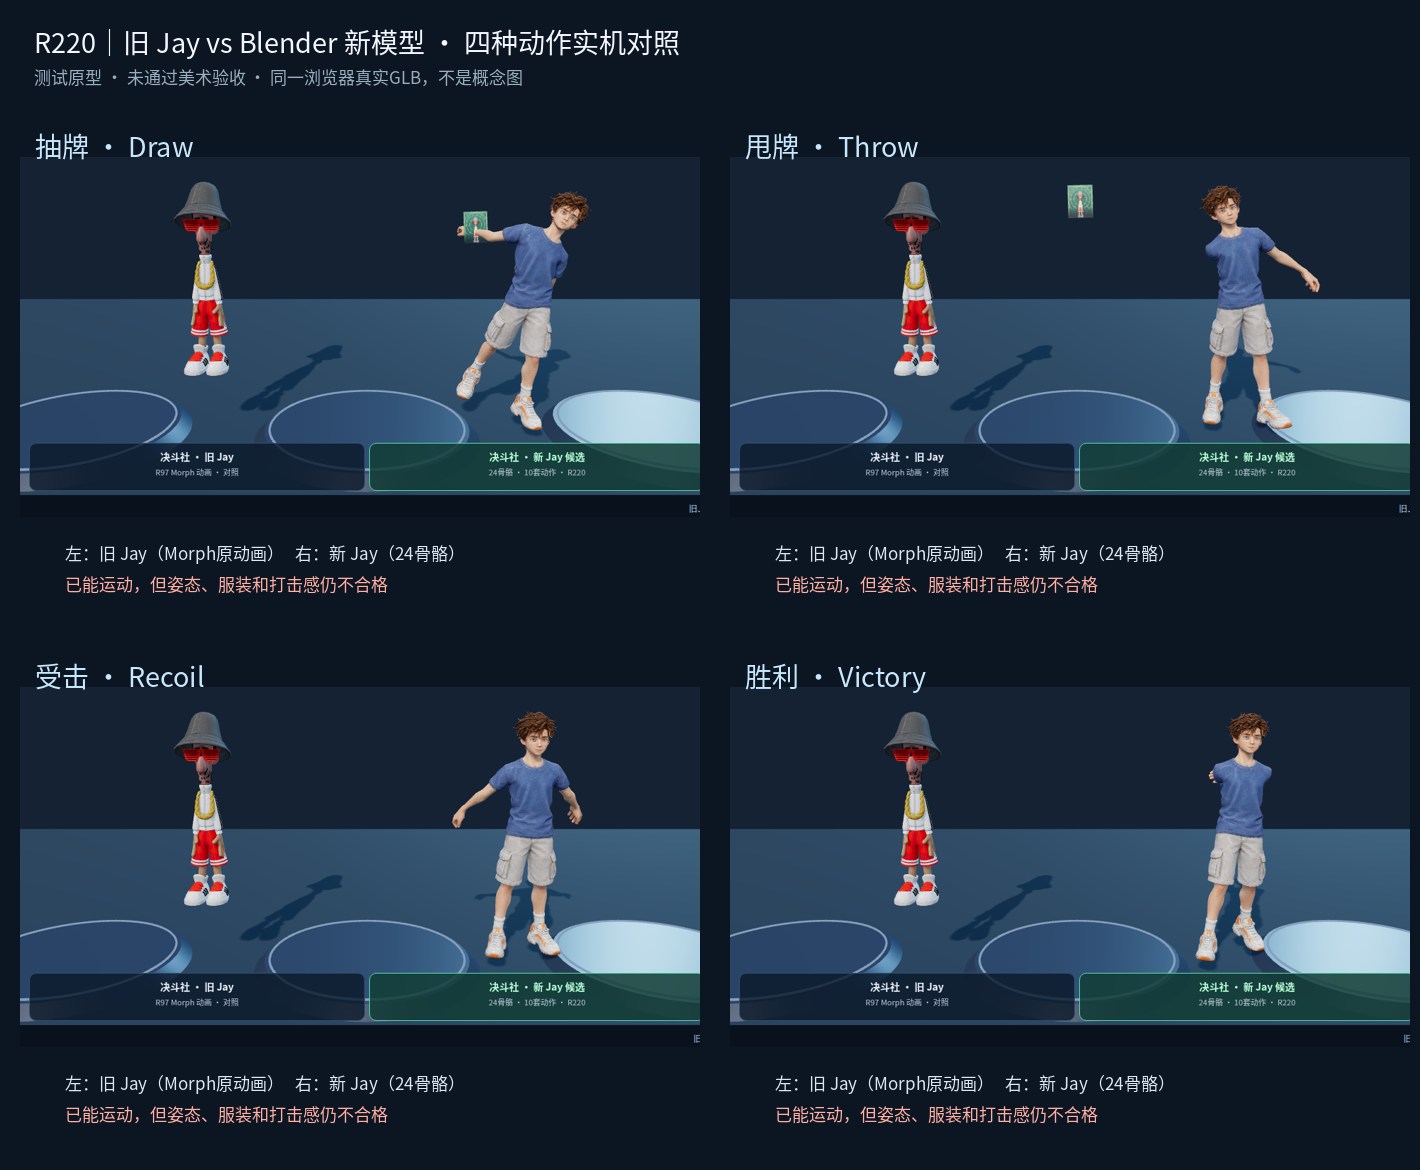 R220｜旧 Jay vs Blender 新模型 · 四种动作实机对照
测试原型 · 未通过美术验收 · 同一浏览器真实GLB，不是概念图
抽牌 · Draw
决斗社 · 旧 Jay
R97 Morph 动画 · 对照
决斗社 · 新 Jay 候选
24骨骼 · 10套动作 · R220
旧.
左：旧 Jay（Morph原动画） 右：新 Jay（24骨骼）
已能运动，但姿态、服装和打击感仍不合格
甩牌 · Throw
决斗社 · 旧 Jay
R97 Morph 动画 · 对照
决斗社 · 新 Jay 候选
24骨骼 · 10套动作 · R220
旧.
左：旧 Jay（Morph原动画） 右：新 Jay（24骨骼）
已能运动，但姿态、服装和打击感仍不合格
受击 · Recoil
决斗社 · 旧 Jay
R97 Morph 动画 · 对照
决斗社 · 新 Jay 候选
24骨骼 · 10套动作 · R220
左：旧 Jay（Morph原动画） 右：新 Jay（24骨骼）
已能运动，但姿态、服装和打击感仍不合格
胜利 · Victory
决斗社 · 旧 Jay
R97 Morph 动画 · 对照
决斗社 · 新 Jay 候选
24骨骼 · 10套动作 · R220
左：旧 Jay（Morph原动画） 右：新 Jay（24骨骼）
已能运动，但姿态、服装和打击感仍不合格